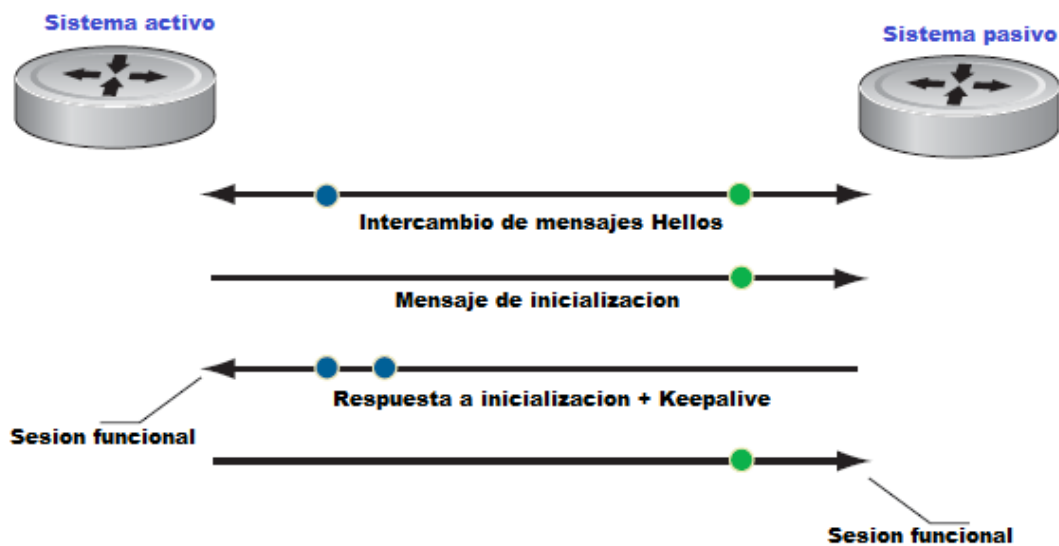 Sistema activo
Sistema pasivo
Intercambio de mensajes Hellos
Mensaje de inicializacion
Respuesta a inicializacion + Keepalive
Sesion funcional
Sesion funcional